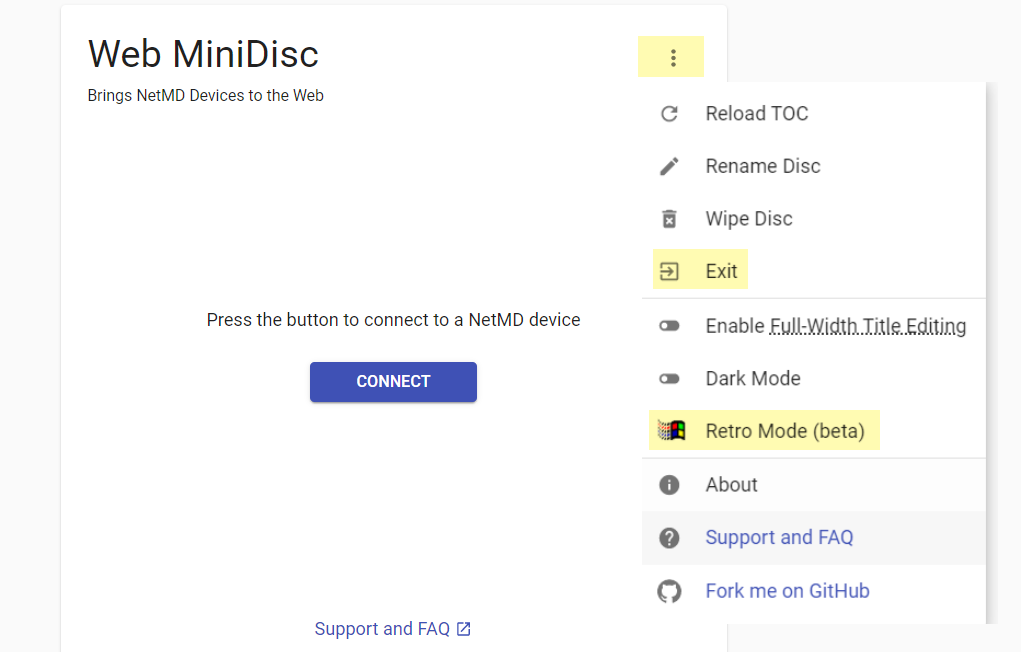 Web MiniDisc
Brings NetMD Devices to the Web
Press the button to connect to a NetMD device
CONNECT
Support and FAQ
Reload TOC
Rename Disc
Wipe Disc
Exit
Enable Full-Width Title Editing
Dark Mode
Retro Mode (beta)
About
Support and FAQ
Fork me on GitHub